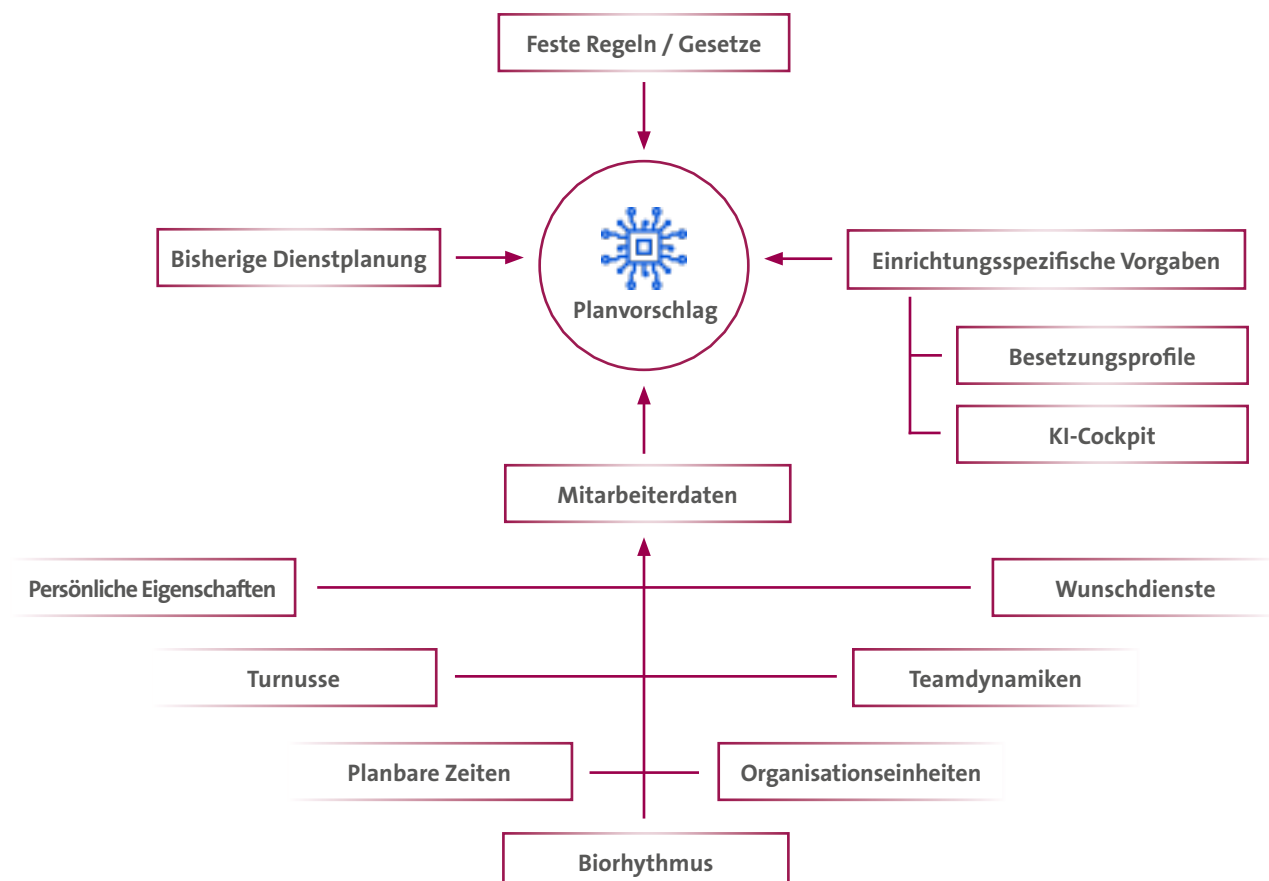 Feste Regeln / Gesetze
Bisherige Dienstplanung
Einrichtungsspezifische Vorgaben
Planvorschlag
Besetzungsprofile
KI-Cockpit
Mitarbeiterdaten
Persönliche Eigenschaften
Wunschdienste
Turnusse
Teamdynamiken
Planbare Zeiten
Organisationseinheiten
Biorhythmus